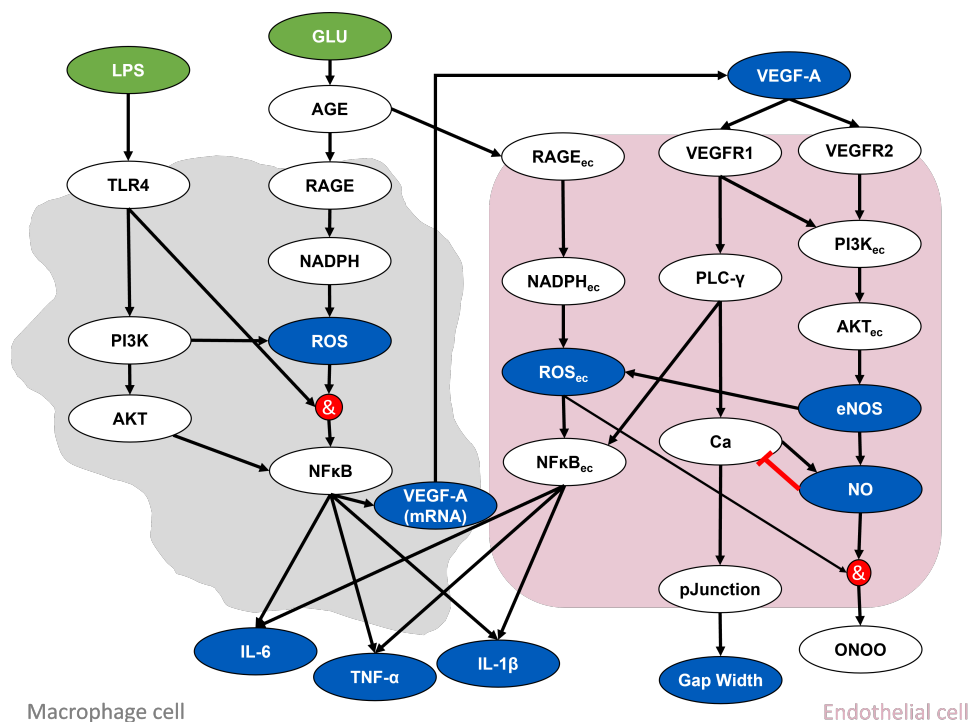 GLU
LPS
VEGF-A
AGE
RAGEec
VEGFR1
VEGFR2
TLR4
RAGE
PI3Kec
NADPH
NADPHec
PLC-γ
AKTec
PI3K
ROS
ROSec
eNOS
&
AKT
Ca
NFκB
NFκBec
NO
VEGF-A
(mRNA)
&
pJunction
IL-6
TNF-α
IL-1β
ONOO
Gap Width
Macrophage cell
Endothelial cell